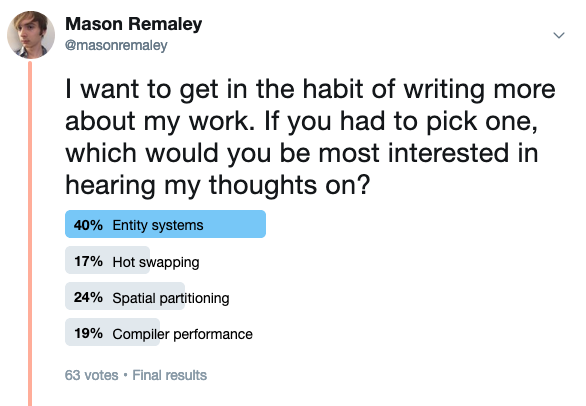 Mason Remaley
@masonremaley
I want to get in the habit of writing more
about my work. If you had to pick one,
which would you be most interested in
hearing my thoughts on?
40% Entity systems
17% Hot swapping
24% Spatial partitioning
19% Compiler performance
63 votes • Final results